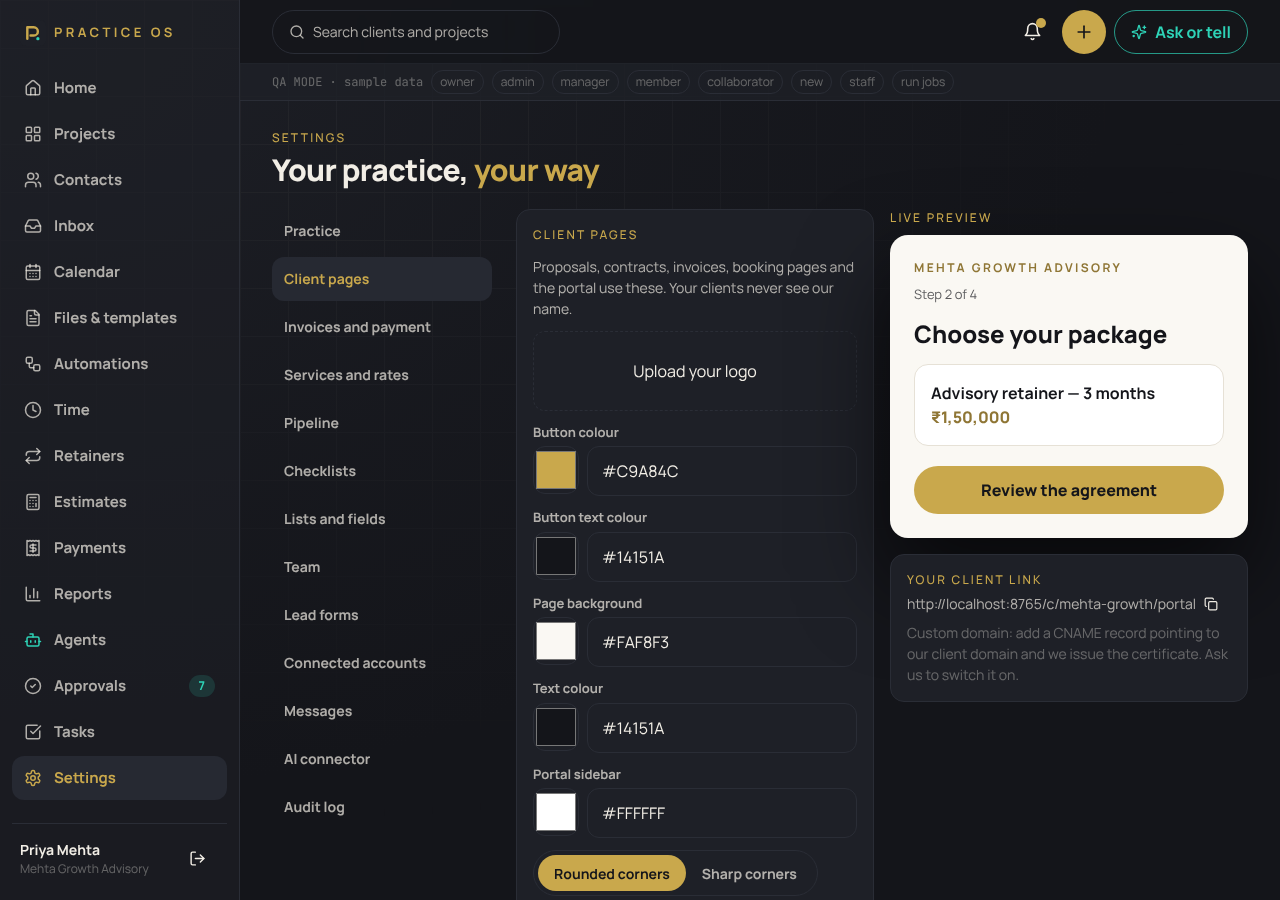 PRACTICE OS
Home
Projects
Contacts
Inbox
Calendar
Files & templates
Automations
Time
Retainers
Estimates
Payments
Reports
Agents
Approvals 7
Tasks
Settings
Priya Mehta
Mehta Growth Advisory
Search clients and projects
Ask or tell
QA MODE · sample data owner admin manager member collaborator new staff run jobs
SETTINGS
Your practice, your way
Practice
Client pages
Invoices and payment
Services and rates
Pipeline
Checklists
Lists and fields
Team
Lead forms
Connected accounts
Messages
AI connector
Audit log
CLIENT PAGES
Proposals, contracts, invoices, booking pages and
the portal use these. Your clients never see our
name.
Upload your logo
Button colour
#C9A84C
Button text colour
#14151A
Page background
#FAF8F3
Text colour
#14151A
Portal sidebar
#FFFFFF
Rounded corners Sharp corners
LIVE PREVIEW
MEHTA GROWTH ADVISORY
Step 2 of 4
Choose your package
Advisory retainer — 3 months
₹1,50,000
Review the agreement
YOUR CLIENT LINK
http://localhost:8765/c/mehta-growth/portal
Custom domain: add a CNAME record pointing to
our client domain and we issue the certificate. Ask
us to switch it on.